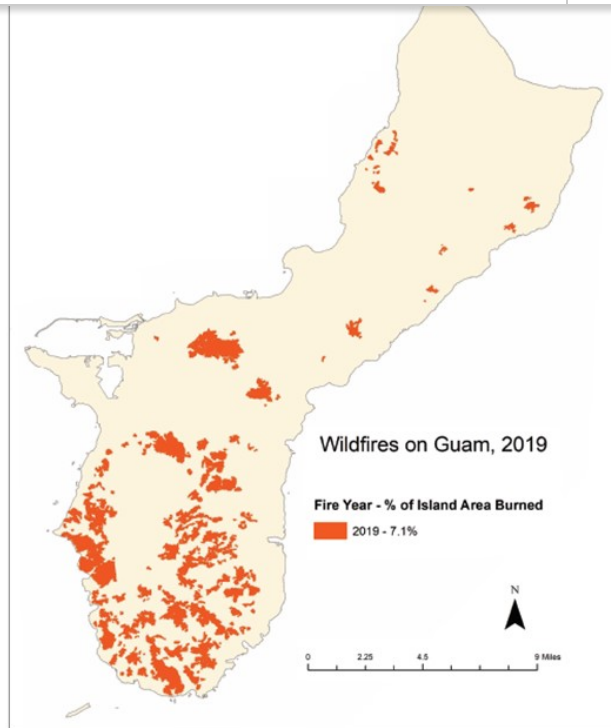 Wildfires on Guam, 2019
Fire Year - % of Island Area Burned
2019 - 7.1%
N
0 2.25 4.5 9 Miles